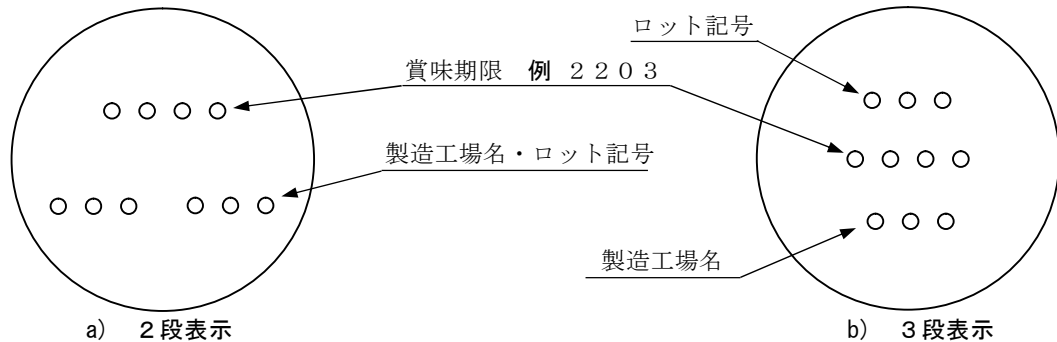 ロット記号
賞味期限　例　２２０３
製造工場名・ロット記号
製造工場名
a)　２段表示
b)　３段表示